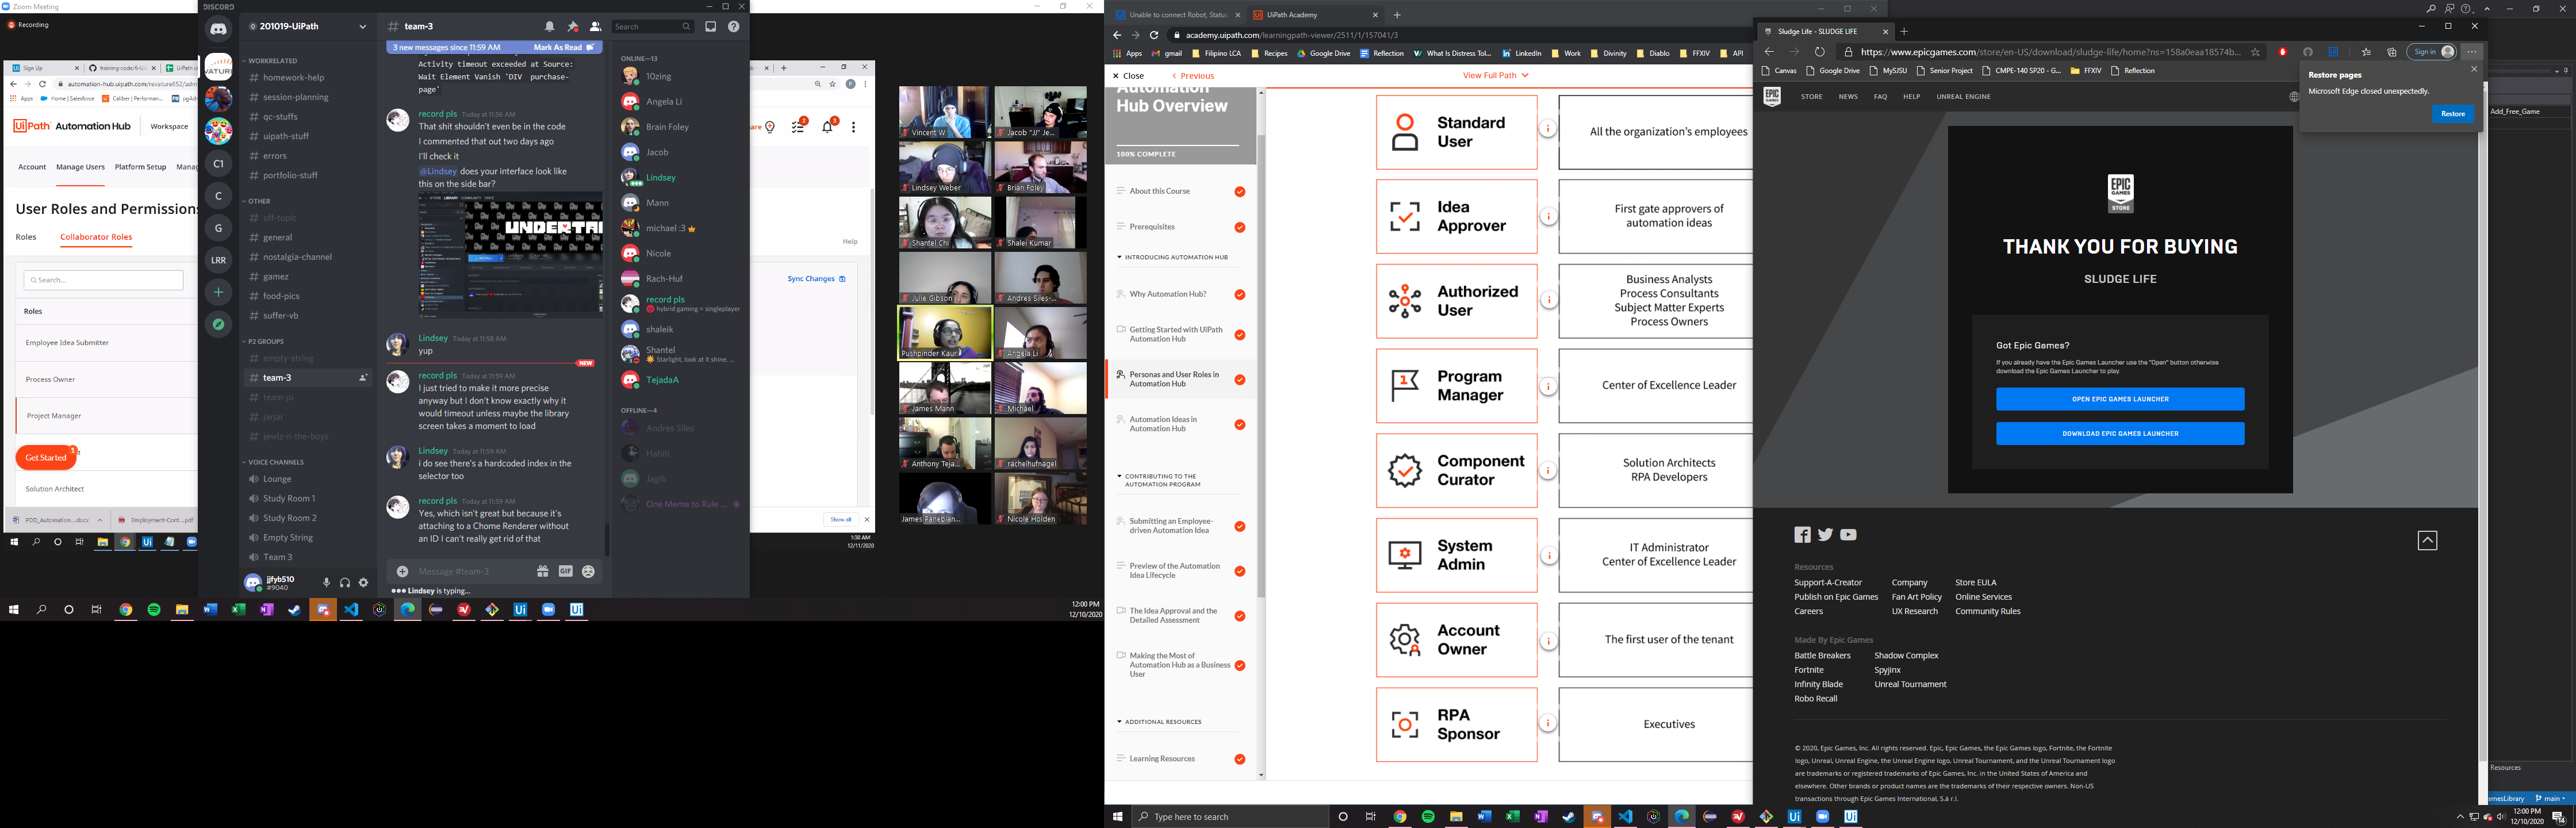 Zoom Meeting
Recording
Sign Up
training-code/6-Ui
automation-hub.uipath.com/revature652/adm
Apps
Home | Salesforce
Caliber | Performan...
UiPath Automation Hub
Workspace
Account
Manage Users
Platform Setup
User Roles and Permissions
Roles
Collaborator Roles
Help
Search...
Sync Changes
Roles
Employee Idea Submitter
Process Owner
Project Manager
Get Started
Solution Architect
PDD_Automation....docx
Employment-Cont....pdf
Show all
1:30 AM
12/11/2020
DISCORD
201019-UiPath
WORKRELATED
homework-help
session-planning
qc-stuffs
uipath-stuff
errors
portfolio-stuff
OTHER
off-topic
general
nostalgia-channel
gamez
food-pics
suffer-vb
P2 GROUPS
empty-string
team-3
team-pi
jarjar
jewlz-n-the-boys
VOICE CHANNELS
Lounge
Study Room 1
Study Room 2
Empty String
Team 3
jjfyb510
#9040
C1
C
G
LRR
team-3
Search
3 new messages since 11:59 AM
Mark As Read
Activity timeout exceeded at Source:
Wait Element Vanish 'DIV purchase-
page'
record pls Today at 11:56 AM
That shit shouldn't even be in the code
I commented that out two days ago
I'll check it
@Lindsey does your interface look like
this on the side bar?
UNDERTA
Lindsey Today at 11:58 AM
yup
NEW
record pls Today at 11:59 AM
I just tried to make it more precise
anyway but I don't know exactly why it
would timeout unless maybe the library
screen takes a moment to load
Lindsey Today at 11:59 AM
i do see there's a hardcoded index in the
selector too
record pls Today at 11:59 AM
Yes, which isn't great but because it's
attaching to a Chome Renderer without
an ID I can't really get rid of that
Message #team-3
GIF
Lindsey is typing...
ONLINE—13
10zing
Angela Li
Brain Foley
Jacob
Lindsey
Mann
michael :3
Nicole
Rach-Huf
record pls
hybrid gaming = singleplayer
shaleik
Shantel
Starlight, look at it shine. ...
TejadaA
OFFLINE—4
Andres Siles
Habib
Jagib
One Meme to Rule ...
Vincent W
Jacob "JJ" Je...
Lindsey Weber
Brian Foley
Shantel Chi
Shalei Kumar
Julie Gibson
Andres Siles-...
Pushpinder Kaur
Angela Li
James Mann
Michael
Anthony Teja...
rachelhufnagel
James Panebian...
Nicole Holden
12:00 PM
12/10/2020
Unable to connect Robot, Status
UiPath Academy
academy.uipath.com/learningpath-viewer/2511/1/157041/3
Apps
gmail
Filipino LCA
Recipes
Google Drive
Reflection
What Is Distress Tol...
LinkedIn
Work
Divinity
Diablo
FFXIV
API
Close
Previous
View Full Path
Automation
Hub Overview
100% COMPLETE
About this Course
Prerequisites
INTRODUCING AUTOMATION HUB
Why Automation Hub?
Getting Started with UiPath
Automation Hub
Personas and User Roles in
Automation Hub
Automation Ideas in
Automation Hub
CONTRIBUTING TO THE
AUTOMATION PROGRAM
Submitting an Employee-
driven Automation Idea
Preview of the Automation
Idea Lifecycle
The Idea Approval and the
Detailed Assessment
Making the Most of
Automation Hub as a Business
User
ADDITIONAL RESOURCES
Learning Resources
Standard
User
All the organization's employees
Idea
Approver
First gate approvers of
automation ideas
Authorized
User
Business Analysts
Process Consultants
Subject Matter Experts
Process Owners
Program
Manager
Center of Excellence Leader
Component
Curator
Solution Architects
RPA Developers
System
Admin
IT Administrator
Center of Excellence Leader
Account
Owner
The first user of the tenant
RPA
Sponsor
Executives
Type here to search
Sludge Life - SLUDGE LIFE
https://www.epicgames.com/store/en-US/download/sludge-life/home?ns=158a0eaa18574b...
Sign in
Canvas
Google Drive
MySJSU
Senior Project
CMPE-140 SP20 - G...
FFXIV
Reflection
Restore pages
Microsoft Edge closed unexpectedly.
Restore
EPIC GAMES
STORE
NEWS
FAQ
HELP
UNREAL ENGINE
EPIC
GAMES
STORE
THANK YOU FOR BUYING
SLUDGE LIFE
Got Epic Games?
If you already have the Epic Games Launcher use the "Open" button otherwise
download the Epic Games Launcher to play.
OPEN EPIC GAMES LAUNCHER
DOWNLOAD EPIC GAMES LAUNCHER
Resources
Support-A-Creator
Company
Store EULA
Publish on Epic Games
Fan Art Policy
Online Services
Careers
UX Research
Community Rules
Made By Epic Games
Battle Breakers
Shadow Complex
Fortnite
Spyjinx
Infinity Blade
Unreal Tournament
Robo Recall
© 2020, Epic Games, Inc. All rights reserved. Epic, Epic Games, the Epic Games logo, Fortnite, the Fortnite
logo, Unreal, Unreal Engine, the Unreal Engine logo, Unreal Tournament, and the Unreal Tournament logo
are trademarks or registered trademarks of Epic Games, Inc. in the United States of America and
elsewhere. Other brands or product names are the trademarks of their respective owners. Non-US
transactions through Epic Games International, S.à r.l.
Add_Free_Game
Resources
amesLibrary
main
12:00 PM
12/10/2020